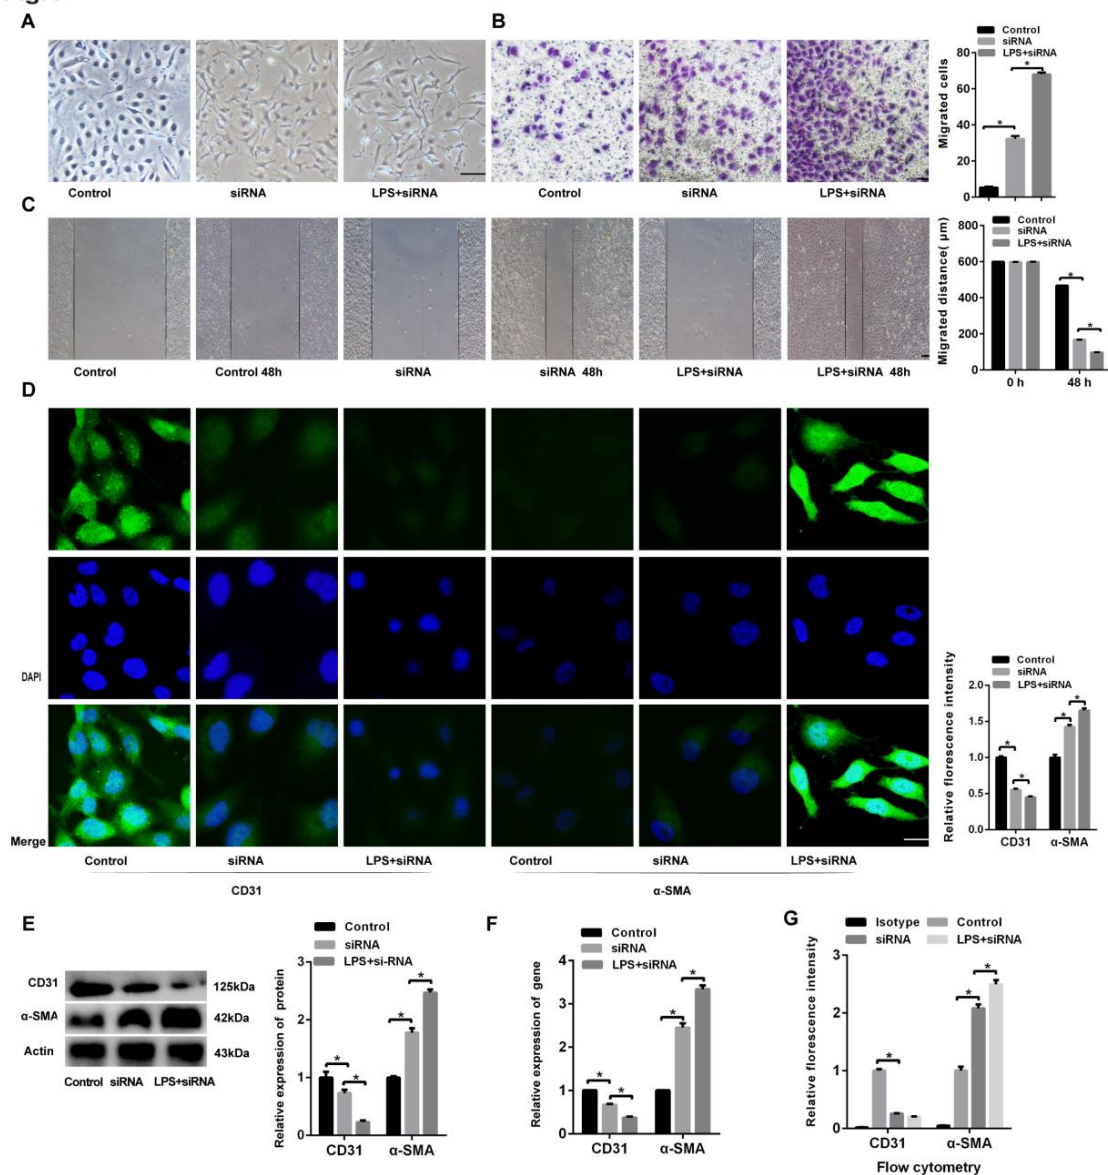 A
B
Control
siRNA
LPS+siRNA
Control
siRNA
LPS+siRNA
Control
siRNA
LPS+siRNA
Migrated cells
80
60
40
20
0
*
*
C
Control
Control 48h
siRNA
siRNA 48h
LPS+siRNA
LPS+siRNA 48h
Control
siRNA
LPS+siRNA
Migrated distance( μm)
800
600
400
200
0
*
*
0 h
48 h
D
DAPI
Merge
Control
siRNA
LPS+siRNA
Control
siRNA
LPS+siRNA
CD31
α-SMA
Control
siRNA
LPS+siRNA
Relative florescence intensity
2.0
1.5
1.0
0.5
0.0
*
*
*
*
CD31
α-SMA
E
CD31
125kDa
α-SMA
42kDa
Actin
43kDa
Control siRNA LPS+siRNA
Control
siRNA
LPS+si-RNA
Relative expression of protein
3
2
1
0
*
*
*
*
CD31
α-SMA
F
Control
siRNA
LPS+siRNA
Relative expression of gene
4
3
2
1
0
*
*
*
*
CD31
α-SMA
G
Isotype
Control
siRNA
LPS+siRNA
Relative florescence intensity
3
2
1
0
*
*
*
CD31
α-SMA
Flow cytometry